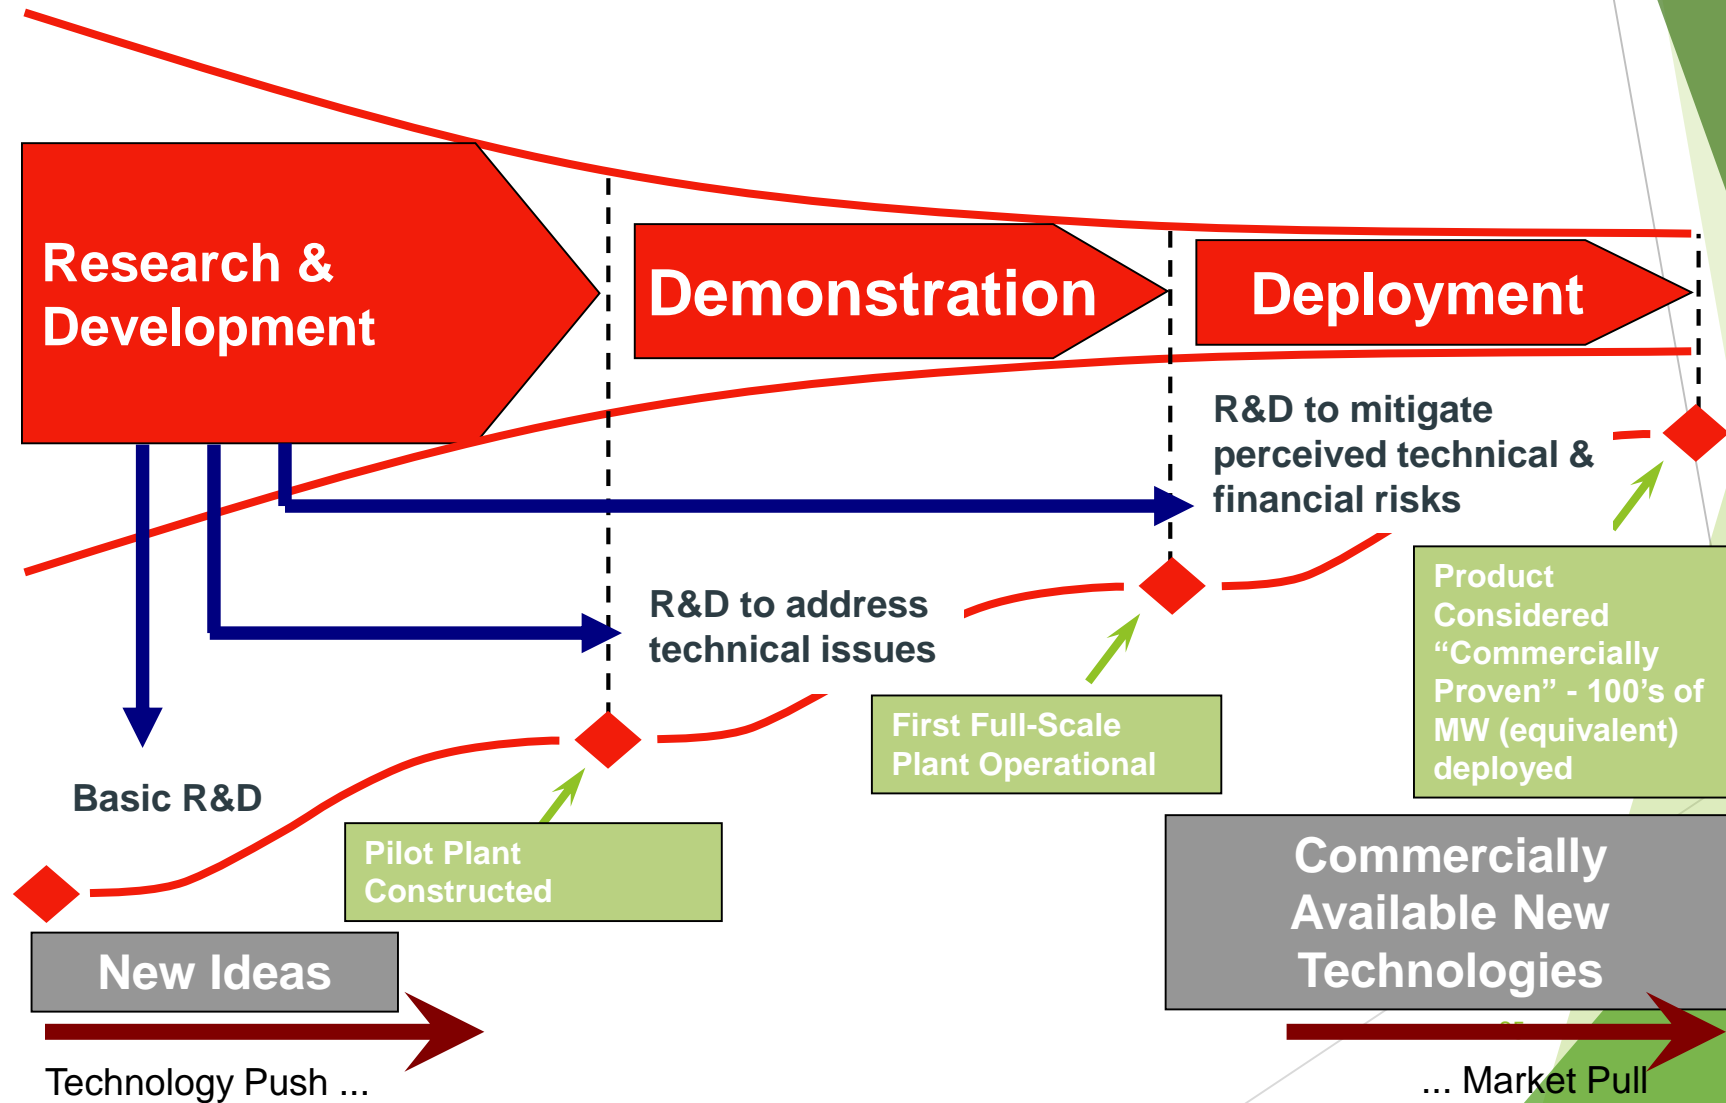 Research &
Development
Demonstration
Deployment
R&D to mitigate
perceived technical &
financial risks
R&D to address
technical issues
Basic R&D
Product
Considered
“Commercially
Proven” - 100’s of
MW (equivalent)
deployed
First Full-Scale
Plant Operational
Pilot Plant
Constructed
New Ideas
Commercially
Available New
Technologies
Technology Push ...
... Market Pull